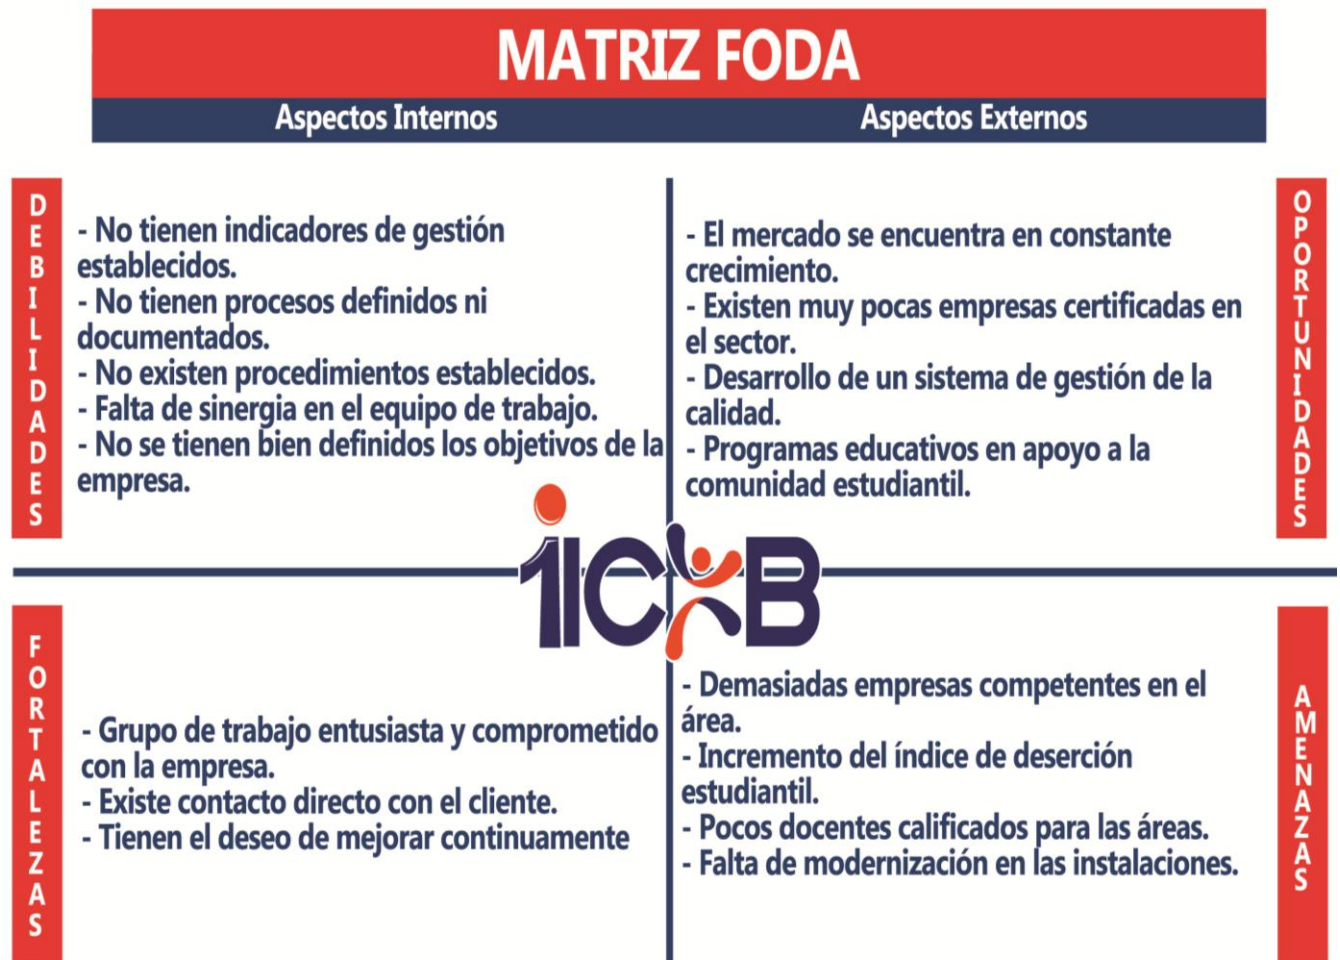 MATRIZ FODA
Aspectos Internos
Aspectos Externos
DEBILIDADES
- No tienen indicadores de gestión
establecidos.
- No tienen procesos definidos ni
documentados.
- No existen procedimientos establecidos.
- Falta de sinergia en el equipo de trabajo.
- No se tienen bien definidos los objetivos de la
empresa.
OPORTUNIDADES
- El mercado se encuentra en constante
crecimiento.
- Existen muy pocas empresas certificadas en
el sector.
- Desarrollo de un sistema de gestión de la
calidad.
- Programas educativos en apoyo a la
comunidad estudiantil.
FORTALEZAS
- Grupo de trabajo entusiasta y comprometido
con la empresa.
- Existe contacto directo con el cliente.
- Tienen el deseo de mejorar continuamente
AMENAZAS
- Demasiadas empresas competentes en el
área.
- Incremento del índice de deserción
estudiantil.
- Pocos docentes calificados para las áreas.
- Falta de modernización en las instalaciones.